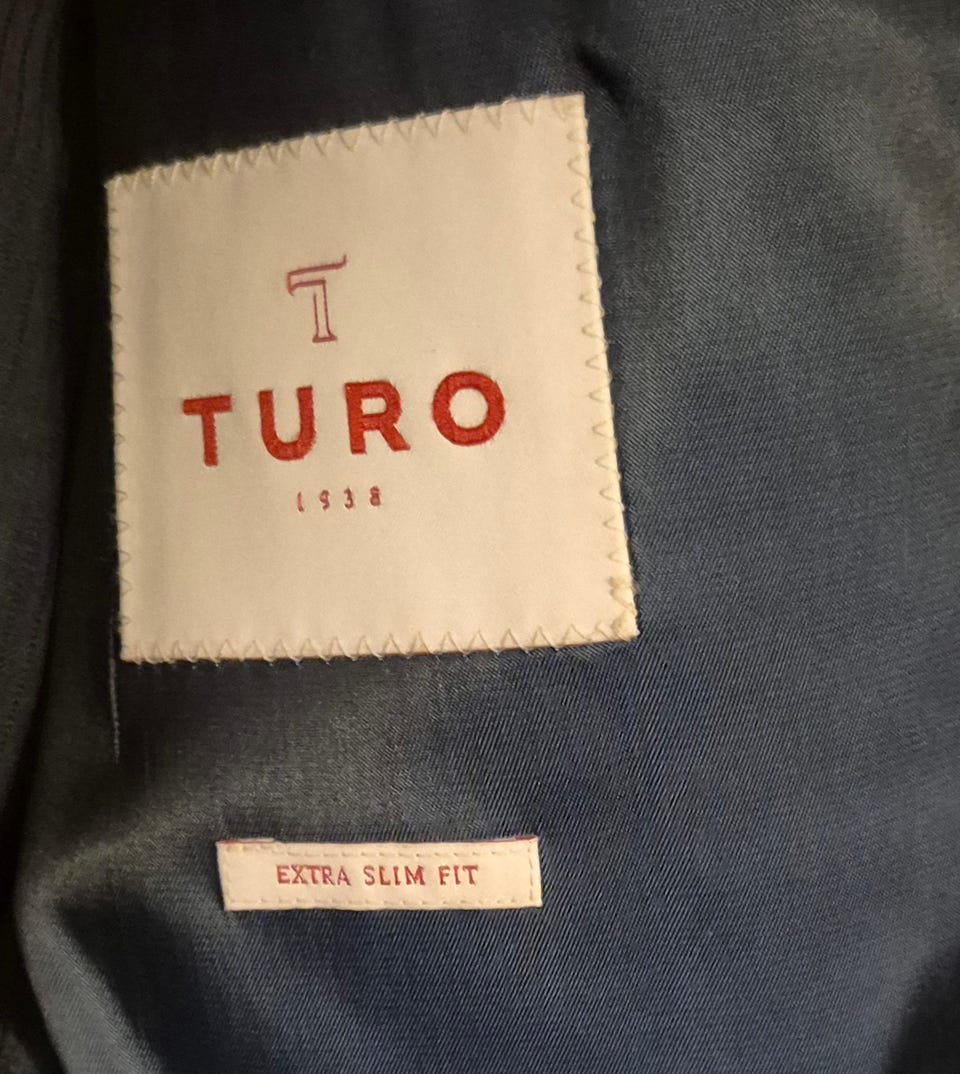 T
TURO
1938
EXTRA SLIM FIT